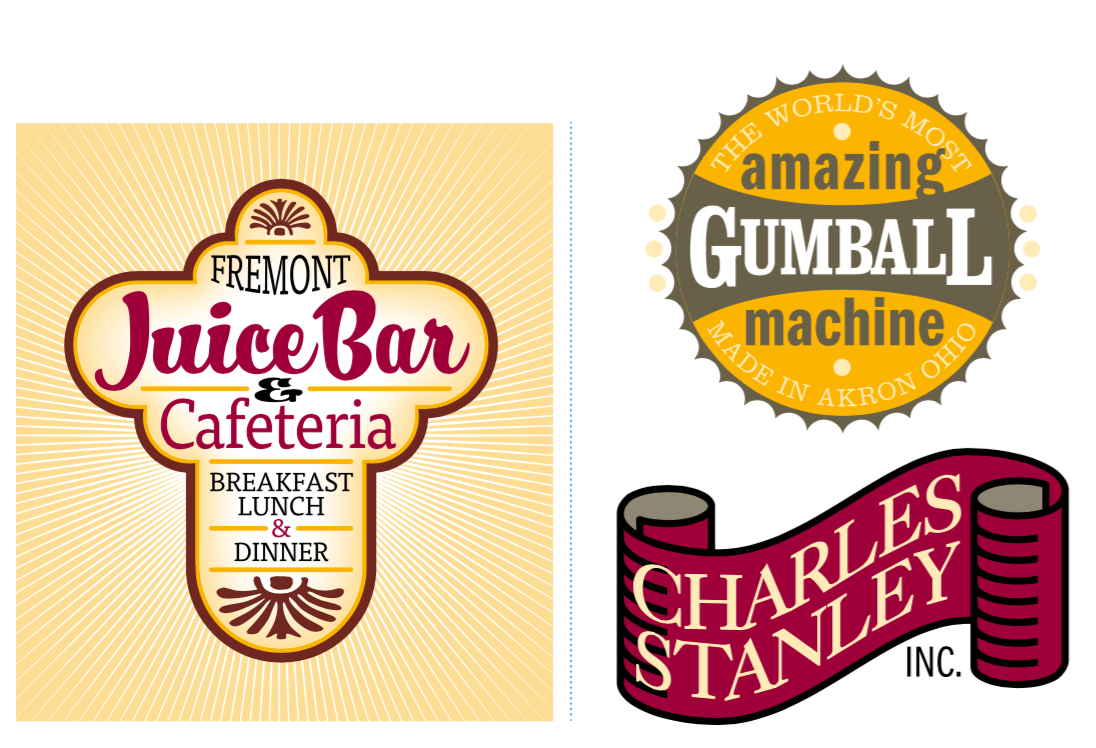 FREMONT
Juice Bar
&
Cafeteria
BREAKFAST
LUNCH
&
DINNER
THE WORLD'S MOST
amazing
GUMBALL
machine
MADE IN AKRON OHIO
CHARLES
STANLEY
INC.